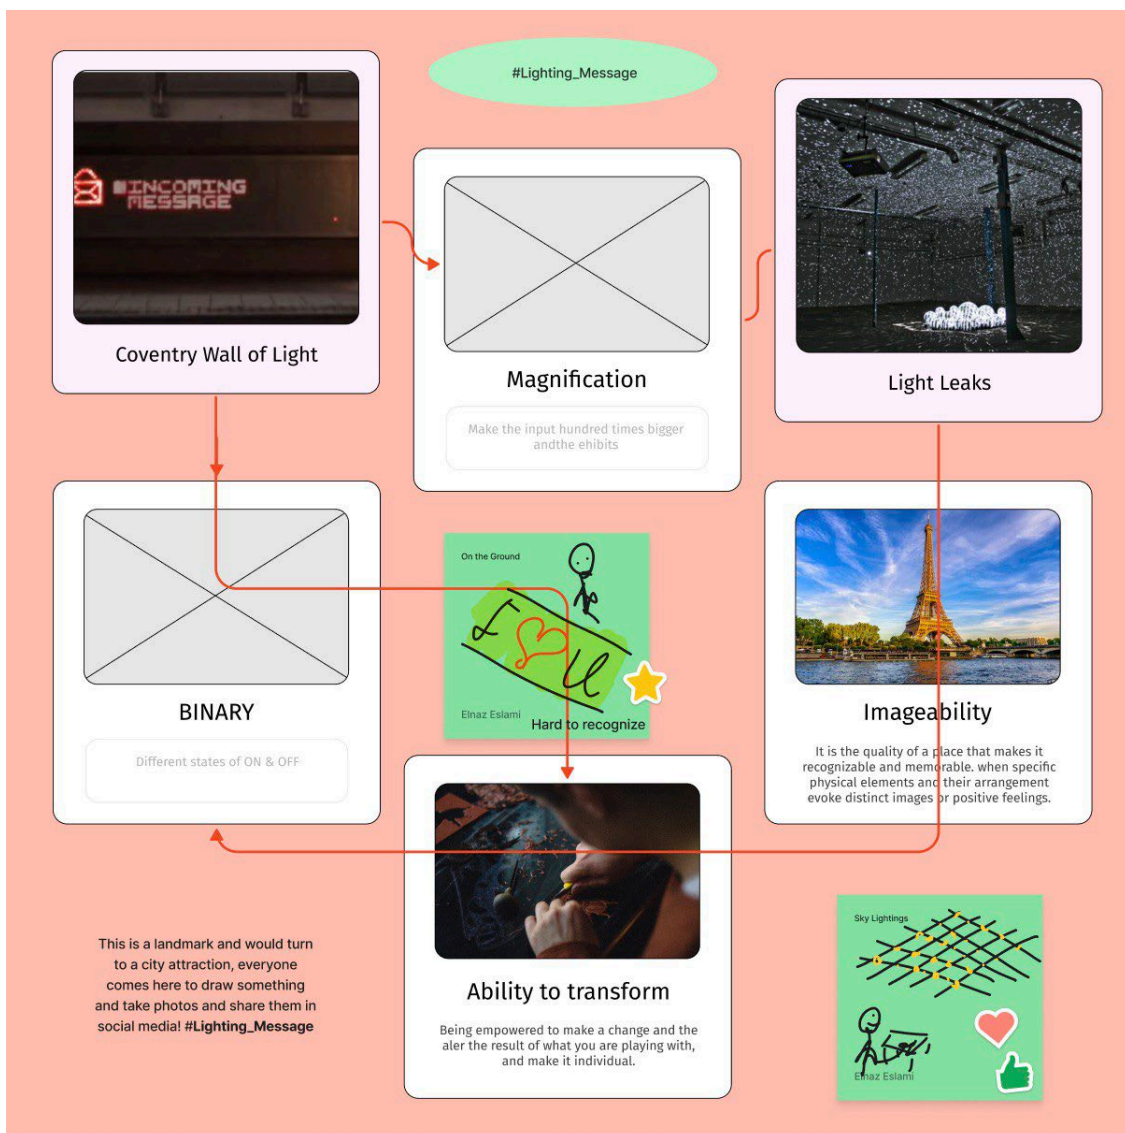 #Lighting_Message
INCOMING
MESSAGE
Coventry Wall of Light
Magnification
Make the input hundred times bigger
andthe ehibits
Light Leaks
BINARY
Different states of ON & OFF
On the Ground
I U
Elnaz Eslami
Hard to recognize
Imageability
It is the quality of a place that makes it
recognizable and memorable. when specific
physical elements and their arrangement
evoke distinct images or positive feelings.
Ability to transform
Being empowered to make a change and the
aler the result of what you are playing with,
and make it individual.
This is a landmark and would turn
to a city attraction, everyone
comes here to draw something
and take photos and share them in
social media! #Lighting_Message
Sky Lightings
Elnaz Eslami